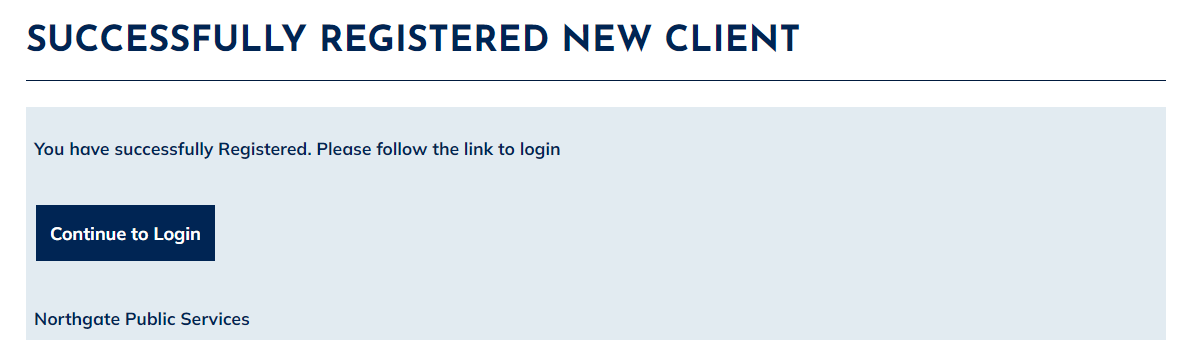 SUCCESSFULLY REGISTERED NEW CLIENT
You have successfully Registered. Please follow the link to login
Continue to Login
Northgate Public Services